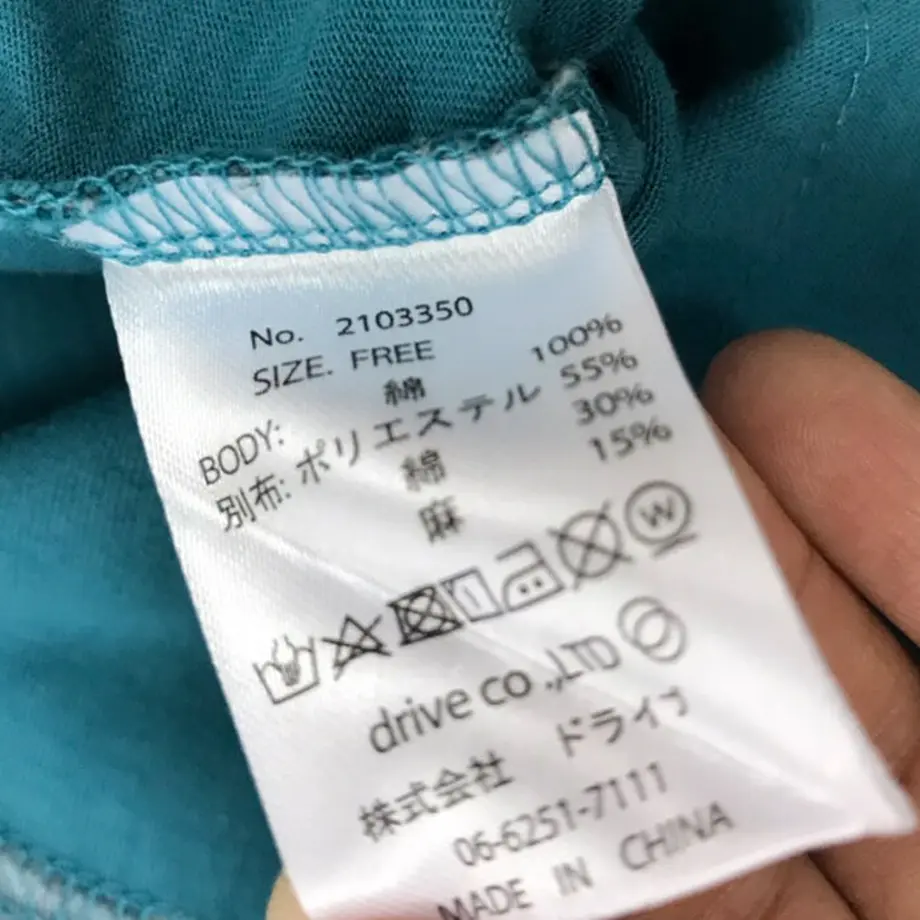 No. 2103350
SIZE. FREE
BODY: 綿 100%
別布: ポリエステル 55%
綿 30%
麻 15%
W
drive co.,LTD
株式会社 ドライブ
06-6251-7111
MADE IN CHINA